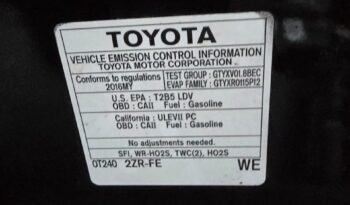 TOYOTA
VEHICLE EMISSION CONTROL INFORMATION
TOYOTA MOTOR CORPORATION
Conforms to regulations TEST GROUP: GTYXV01.8BEC
2016MY EVAP FAMILY: GTYXR0115P12
U.S. EPA : T2B5 LDV
OBD : CAII Fuel : Gasoline
California : ULEVII PC
OBD : CAII Fuel : Gasoline
No adjustments needed.
SFI, WR-HO2S, TWC(2), HO2S
0T240 2ZR-FE WE